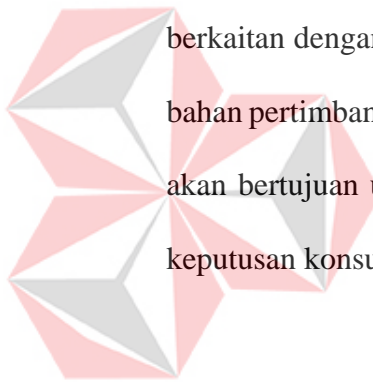 berkaitan dengan
bahan pertimban
akan bertujuan u
keputusan konsu